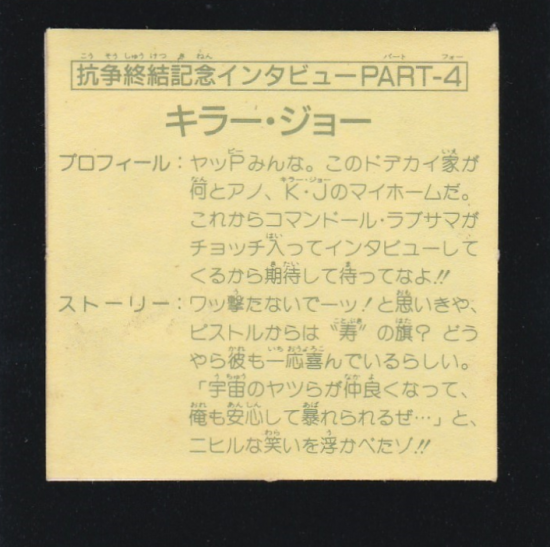 抗争終結記念インタビューPART-4
キラー・ジョー
プロフィール：ヤッPみんな。このドデカイ家が
何とアノ、K・Jのマイホームだ。
これからコマンドール・ラブサマが
チョッチ入ってインタビューして
くるから期待して待ってなよ!!
ストーリー：ワッ撃たないでーッ！と思いきや、
ピストルからは〝寿〟の旗？どう
やら彼も一応喜んでいるらしい。
「宇宙のヤツらが仲良くなって、
俺も安心して暴れられるぜ…」と、
ニヒルな笑いを浮かべたゾ!!